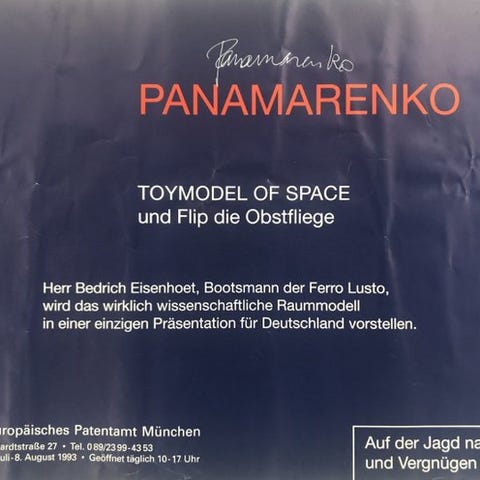 Panamarenko
PANAMARENKO
TOYMODEL OF SPACE
und Flip die Obstfliege
Herr Bedrich Eisenhoet, Bootsmann der Ferro Lusto,
wird das wirklich wissenschaftliche Raummodell
in einer einzigen Präsentation für Deutschland vorstellen.
uropäisches Patentamt München
ardtstraße 27 • Tel. 089/2399-4353
uli-8. August 1993 • Geöffnet täglich 10-17 Uhr
Auf der Jagd na
und Vergnügen